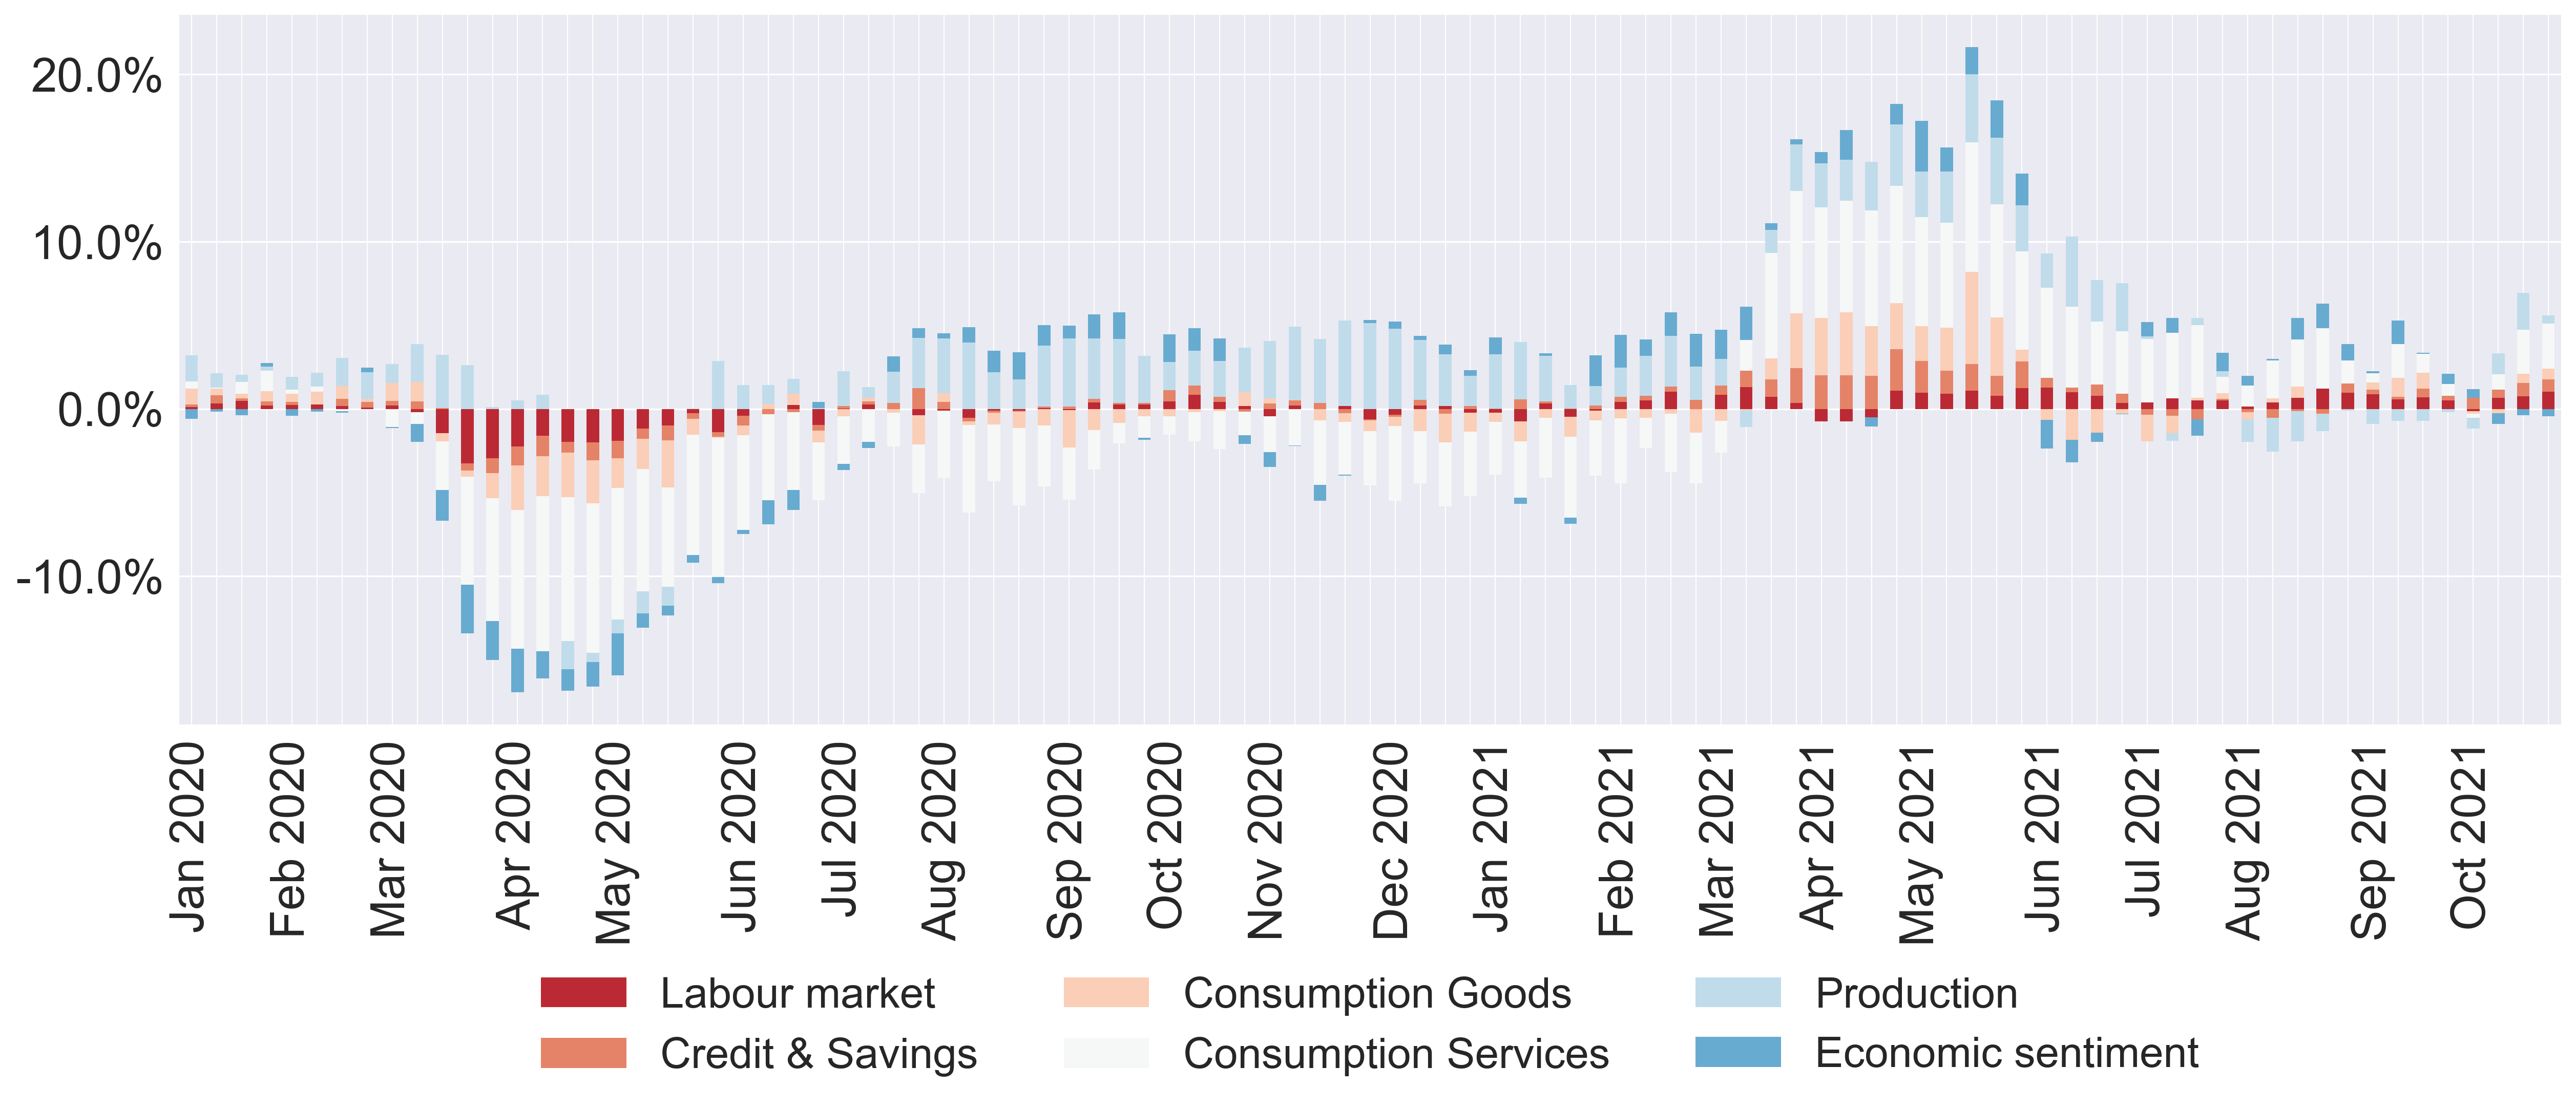 20.0%
10.0%
0.0%
-10.0%
Jan 2020
Feb 2020
Mar 2020
Apr 2020
May 2020
Jun 2020
Jul 2020
Aug 2020
Sep 2020
Oct 2020
Nov 2020
Dec 2020
Jan 2021
Feb 2021
Mar 2021
Apr 2021
May 2021
Jun 2021
Jul 2021
Aug 2021
Sep 2021
Oct 2021
Labour market
Consumption Goods
Production
Credit & Savings
Consumption Services
Economic sentiment